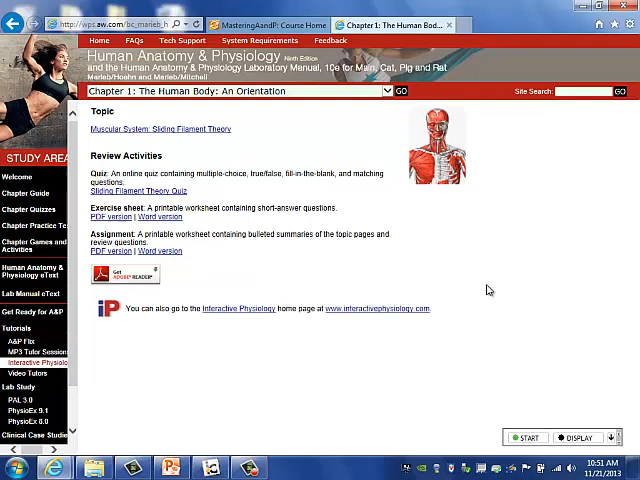 http://wps.aw.com/bc_marieb_h
MasteringAandP: Course Home
Chapter 1: The Human Bod...
Home FAQs Tech Support System Requirements Feedback
Human Anatomy & Physiology Ninth Edition
and the Human Anatomy & Physiology Laboratory Manual, 10e for Main, Cat, Pig and Rat
Marieb/Hoehn and Marieb/Mitchell
Chapter 1: The Human Body: An Orientation GO
Site Search: GO
STUDY AREA
Welcome
Chapter Guide
Chapter Quizzes
Chapter Practice Te
Chapter Games and
Activities
Human Anatomy &
Physiology eText
Lab Manual eText
Get Ready for A&P
Tutorials
A&P Flix
MP3 Tutor Sessions
Interactive Physiolo
Video Tutors
Lab Study
PAL 3.0
PhysioEx 9.1
PhysioEx 8.0
Clinical Case Studie
Topic
Muscular System: Sliding Filament Theory
Review Activities
Quiz: An online quiz containing multiple-choice, true/false, fill-in-the-blank, and matching
questions.
Sliding Filament Theory Quiz
Exercise sheet: A printable worksheet containing short-answer questions.
PDF version | Word version
Assignment: A printable worksheet containing bulleted summaries of the topic pages and
review questions.
PDF version | Word version
Get
ADOBE READER
iP You can also go to the Interactive Physiology home page at www.interactivephysiology.com.
START DISPLAY
10:51 AM
11/21/2013